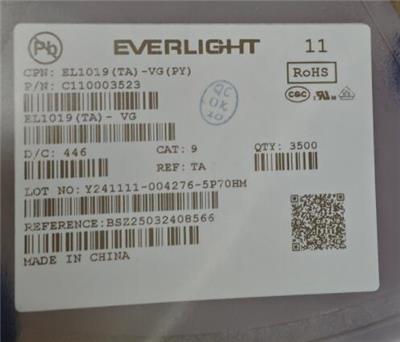 Pb
EVERLIGHT
11
CPN: EL1019(TA)-VG(PY)
RoHS
P/N: C110003523
QC
OK
EL1019(TA)- VG
D/C: 446
CAT: 9
QTY: 3500
REF: TA
LOT NO: Y241111-004276-5P70HM
REFERENCE: BSZ25032408566
MADE IN CHINA